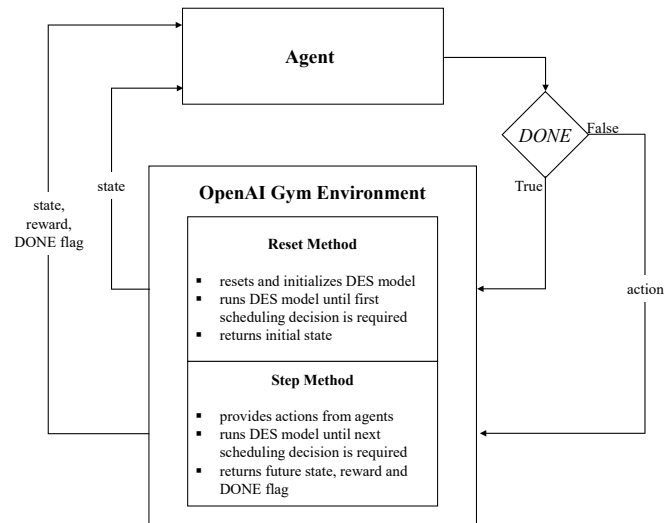 Agent
DONE
False
True
state
state,
reward,
DONE flag
action
OpenAI Gym Environment
Reset Method
▪ resets and initializes DES model
▪ runs DES model until first
scheduling decision is required
▪ returns initial state
Step Method
▪ provides actions from agents
▪ runs DES model until next
scheduling decision is required
▪ returns future state, reward and
DONE flag